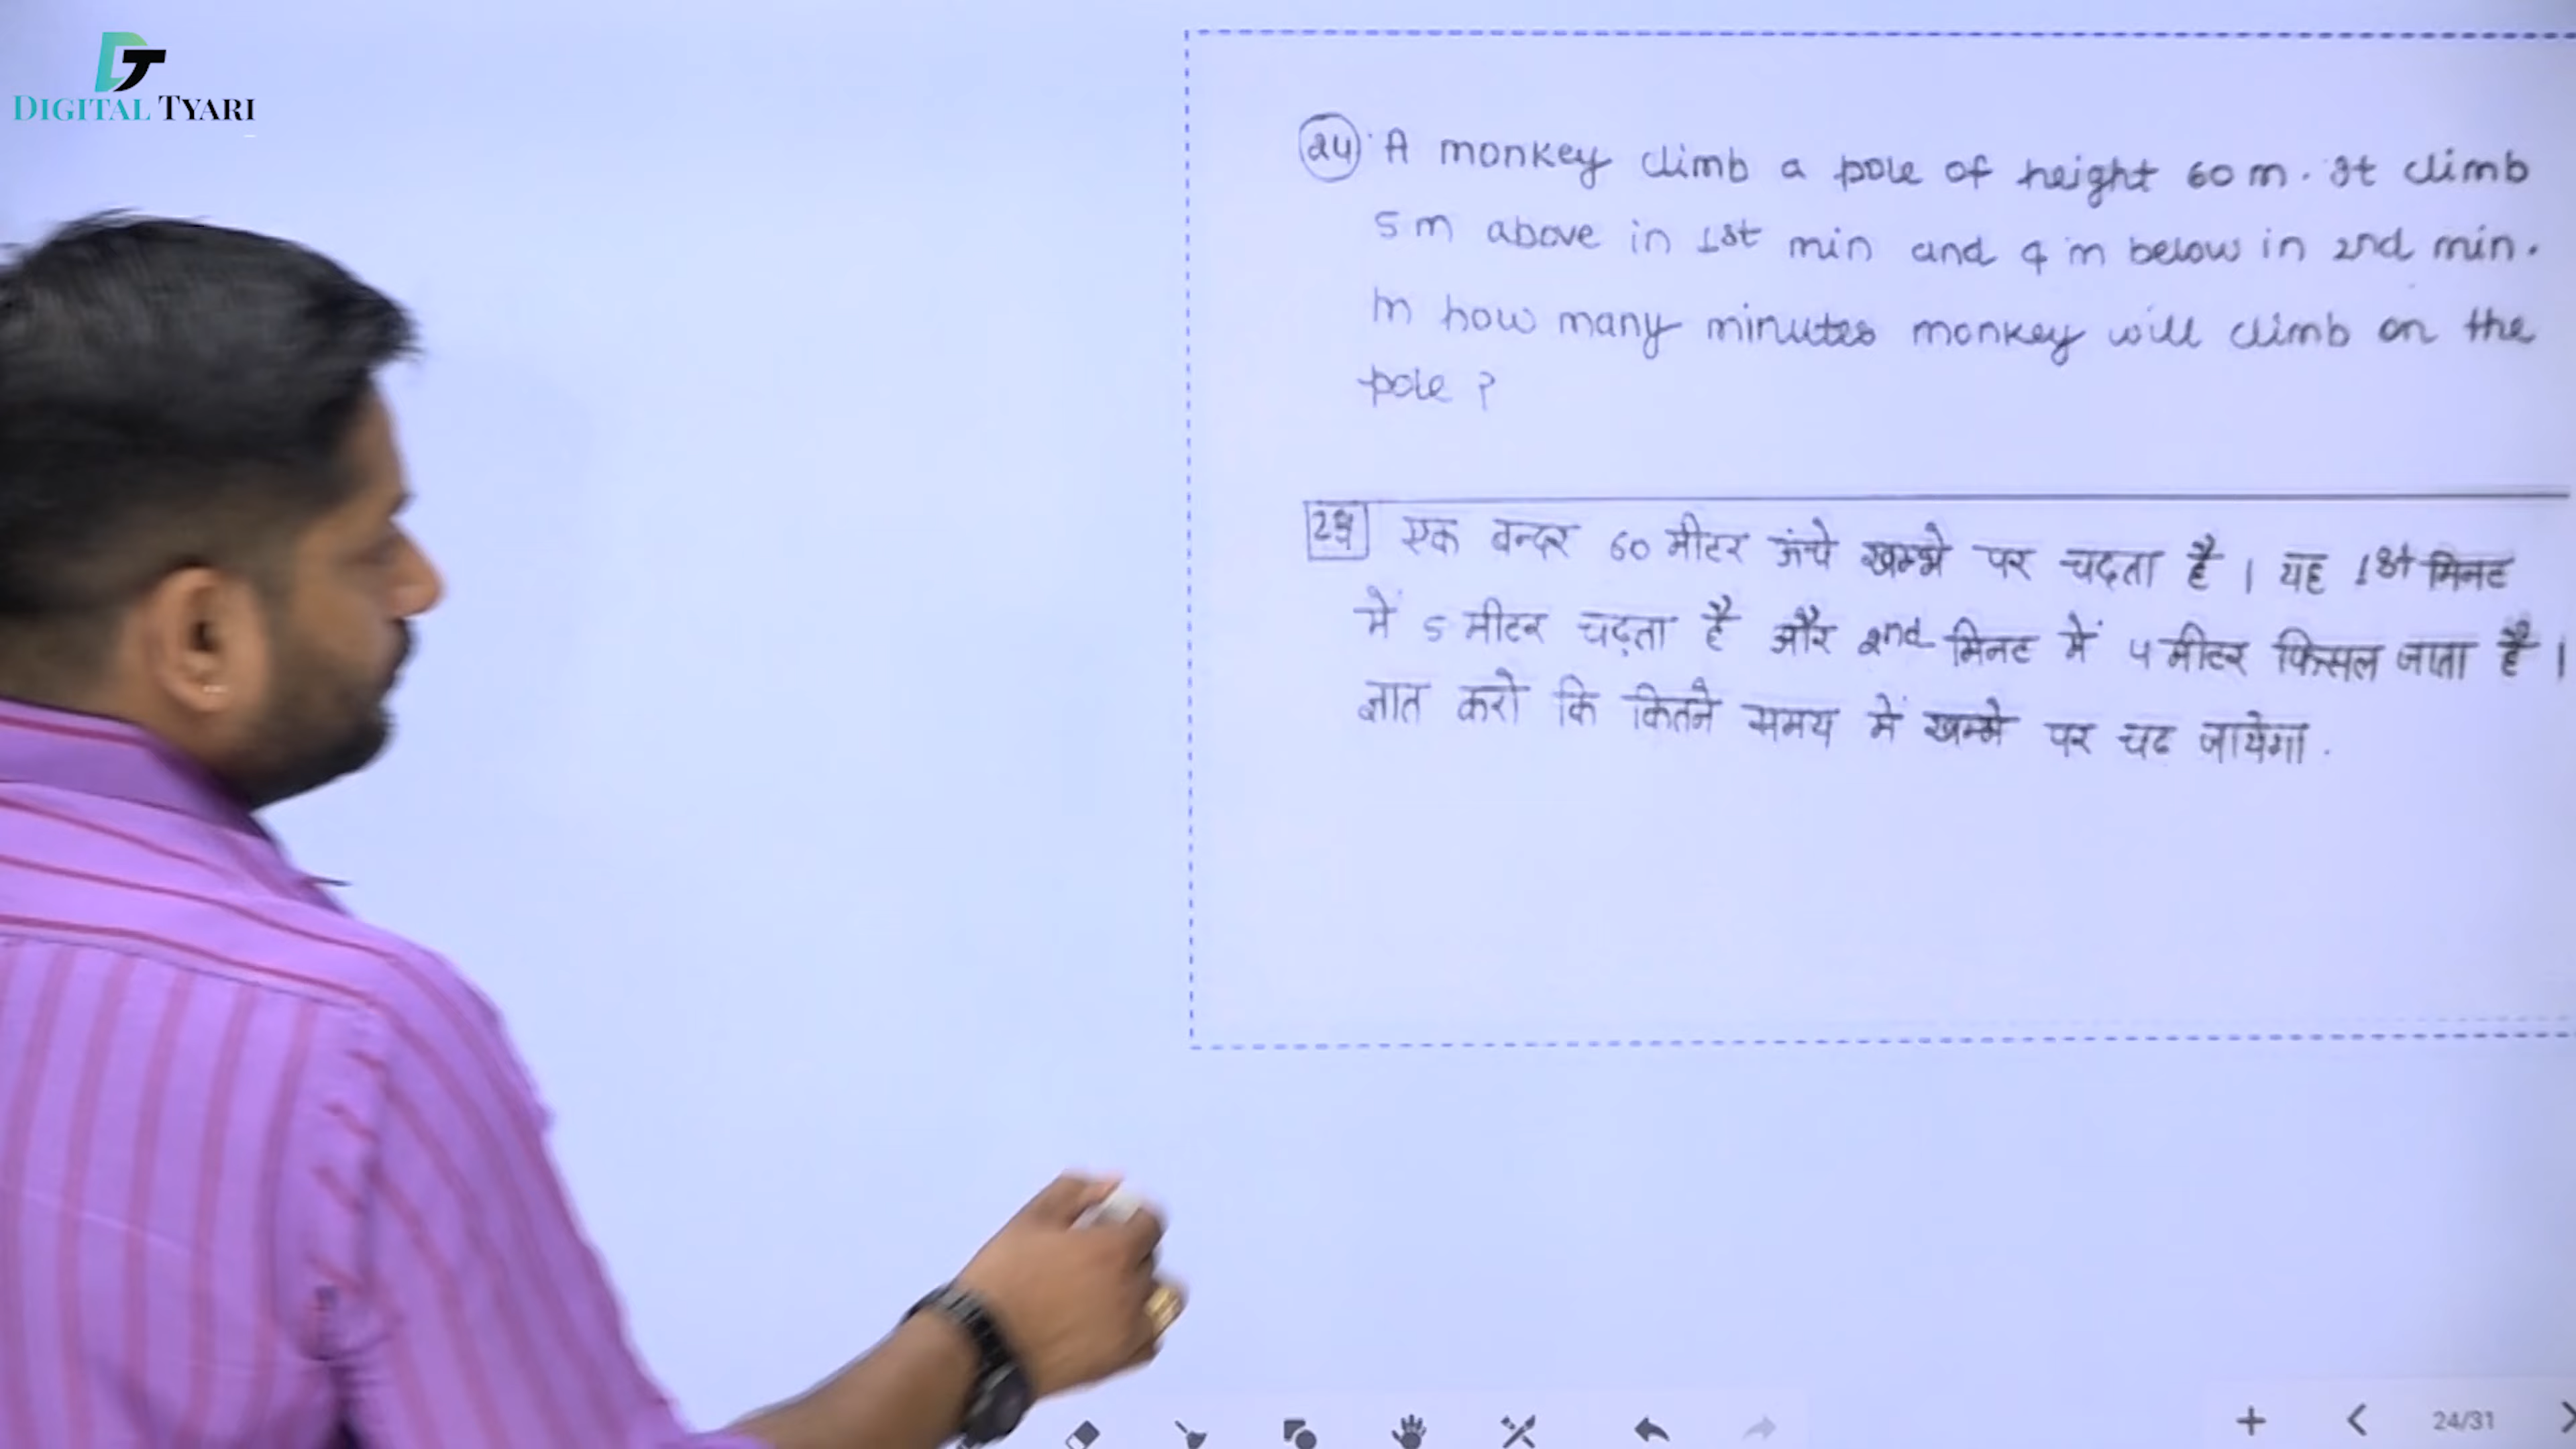 DT
DIGITAL TYARI
24 A monkey climb a pole of height 60 m. It climb
5 m above in 1st min and 4 m below in 2nd min.
In how many minutes monkey will climb on the
pole ?
24 एक बन्दर 60 मीटर ऊंचे खम्भे पर चढता है । यह 1st मिनट
में 5 मीटर चढ़ता है और 2nd मिनट में 4 मीटर फिसल जाता है ।
ज्ञात करो कि कितने समय में खम्भे पर चढ जायेगा .
24/31